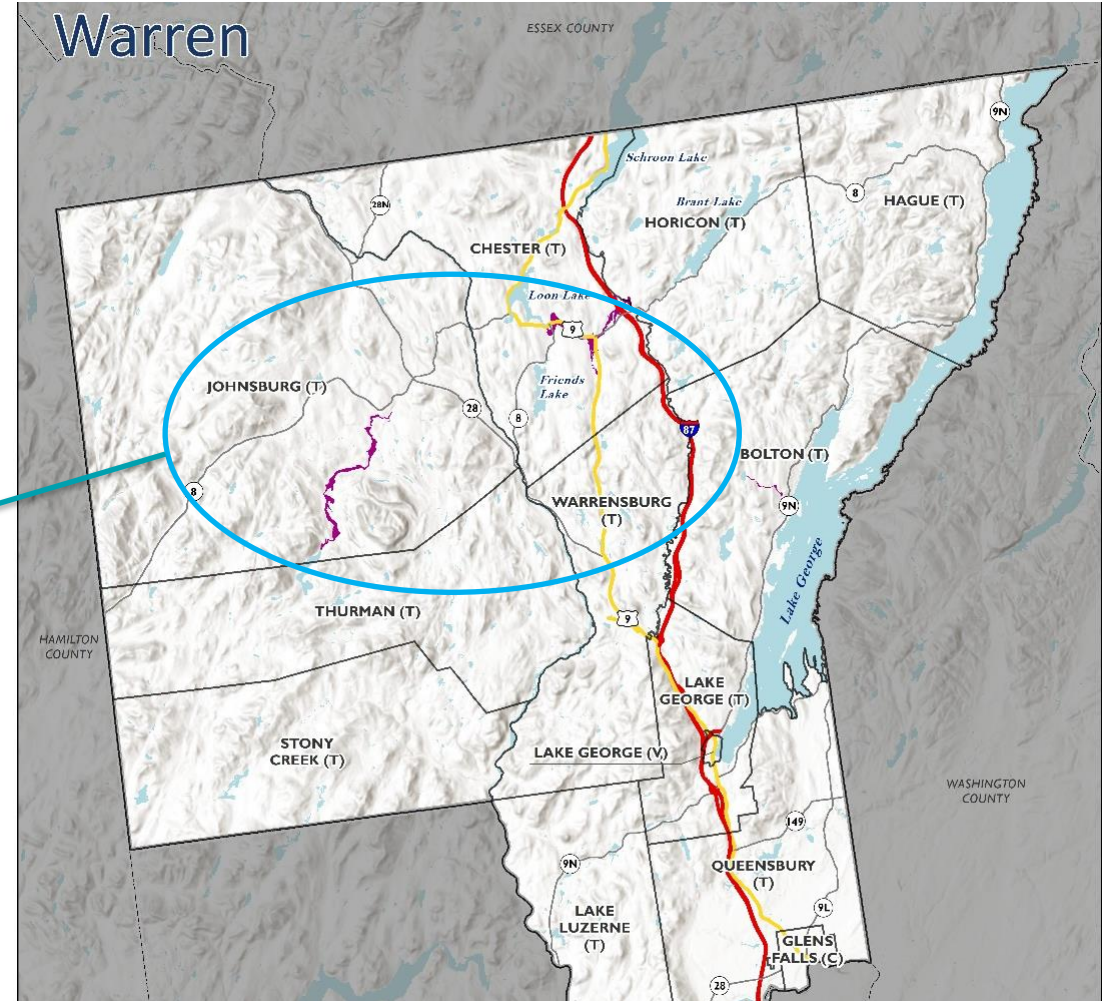 Warren
ESSEX COUNTY
9N
Schroon Lake
8
HAGUE (T)
28N
Brant Lake
HORICON (T)
CHESTER (T)
Loon Lake
9
JOHNSBURG (T)
Friends
Lake
28
8
87
BOLTON (T)
8
WARRENSBURG
(T)
9N
Lake George
THURMAN (T)
9
HAMILTON
COUNTY
LAKE
GEORGE (T)
STONY
CREEK (T)
LAKE GEORGE (V)
WASHINGTON
COUNTY
149
9N
QUEENSBURY
(T)
LAKE
LUZERNE
(T)
9L
GLENS
FALLS (C)
28